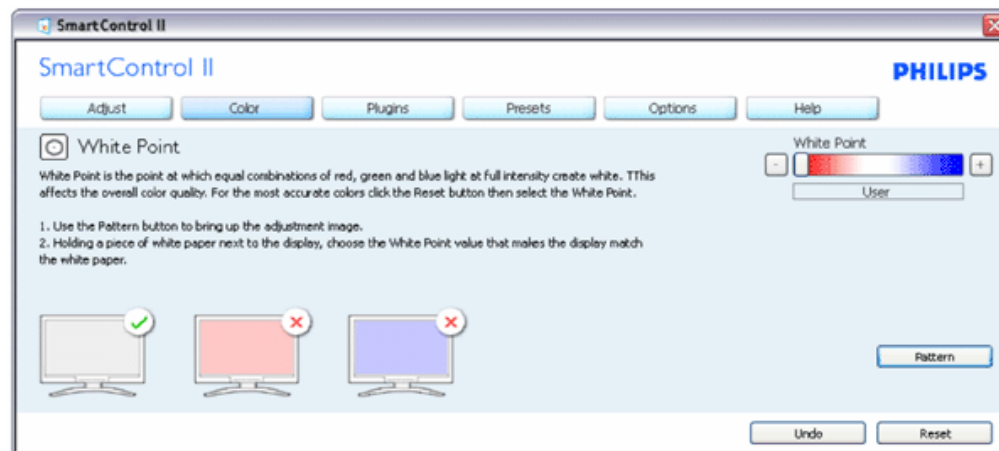 SmartControl II
SmartControl II
PHILIPS
Adjust Color Plugins Presets Options Help
White Point
White Point is the point at which equal combinations of red, green and blue light at full intensity create white. TThis
affects the overall color quality. For the most accurate colors click the Reset button then select the White Point.
1. Use the Pattern button to bring up the adjustment image.
2. Holding a piece of white paper next to the display, choose the White Point value that makes the display match
the white paper.
White Point
- +
User
Pattern
Undo Reset